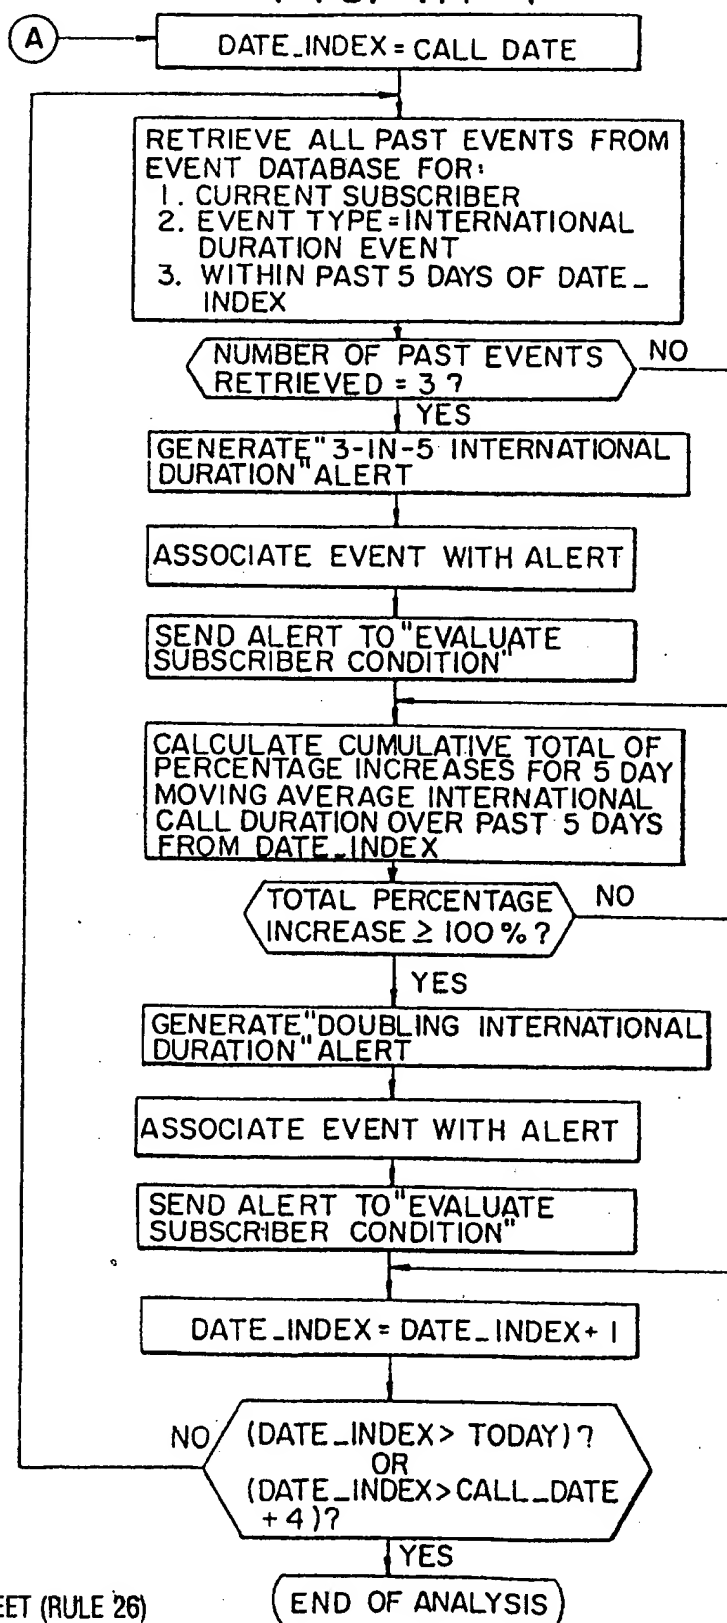 A
DATE_INDEX = CALL DATE
RETRIEVE ALL PAST EVENTS FROM
EVENT DATABASE FOR:
1. CURRENT SUBSCRIBER
2. EVENT TYPE = INTERNATIONAL
DURATION EVENT
3. WITHIN PAST 5 DAYS OF DATE_
INDEX
NUMBER OF PAST EVENTS
RETRIEVED = 3 ?
NO
YES
GENERATE "3-IN-5 INTERNATIONAL
DURATION" ALERT
ASSOCIATE EVENT WITH ALERT
SEND ALERT TO "EVALUATE
SUBSCRIBER CONDITION"
CALCULATE CUMULATIVE TOTAL OF
PERCENTAGE INCREASES FOR 5 DAY
MOVING AVERAGE INTERNATIONAL
CALL DURATION OVER PAST 5 DAYS
FROM DATE_INDEX
TOTAL PERCENTAGE
INCREASE ≥ 100 % ?
NO
YES
GENERATE "DOUBLING INTERNATIONAL
DURATION" ALERT
ASSOCIATE EVENT WITH ALERT
SEND ALERT TO "EVALUATE
SUBSCRIBER CONDITION"
DATE_INDEX = DATE_INDEX + 1
NO
(DATE_INDEX > TODAY) ?
OR
(DATE_INDEX > CALL_DATE
+ 4 ) ?
YES
EET (RULE 26)
END OF ANALYSIS